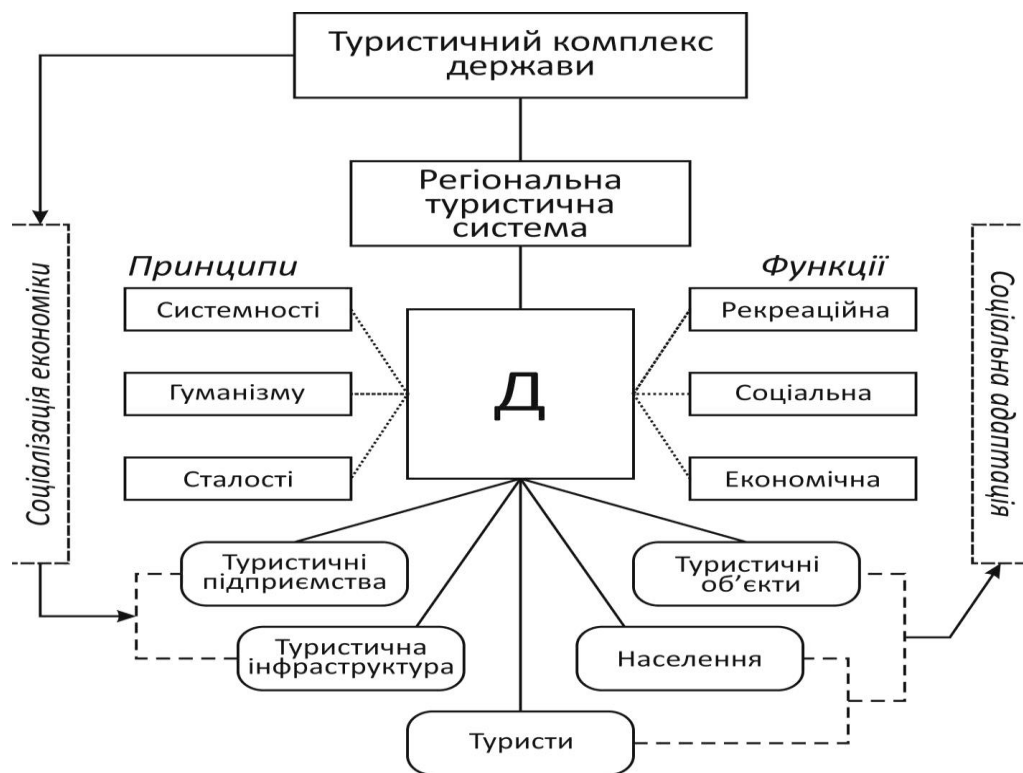 Туристичний комплекс
держави
Регіональна
туристична
система
Принципи
Функції
Системності
Рекреаційна
Гуманізму
Д
Соціальна
Сталості
Економічна
Соціалізація економіки
Соціальна адаптація
Туристичні
підприємства
Туристичні
об’єкти
Туристична
інфраструктура
Населення
Туристи